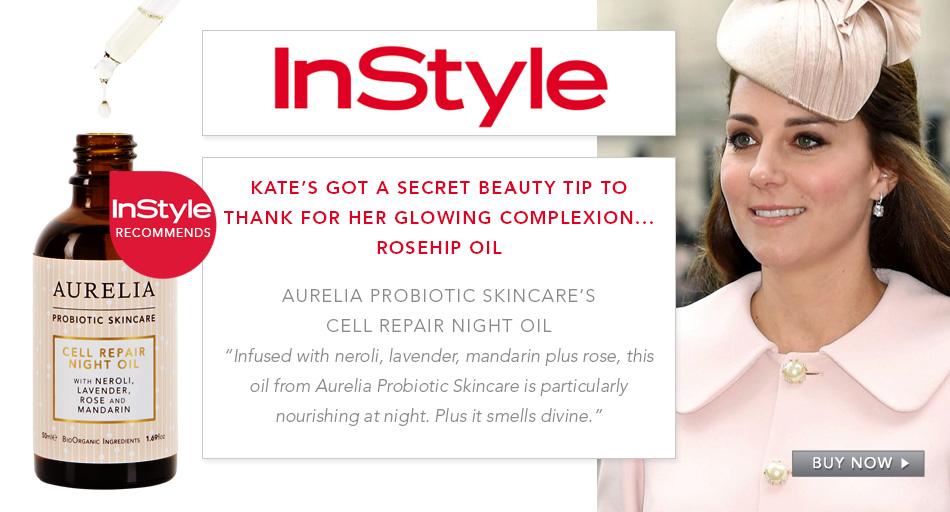 InStyle
KATE'S GOT A SECRET BEAUTY TIP TO
THANK FOR HER GLOWING COMPLEXION...
ROSEHIP OIL
AURELIA PROBIOTIC SKINCARE'S
CELL REPAIR NIGHT OIL
“Infused with neroli, lavender, mandarin plus rose, this
oil from Aurelia Probiotic Skincare is particularly
nourishing at night. Plus it smells divine.”
InStyle
RECOMMENDS
AURELIA
PROBIOTIC SKINCARE
CELL REPAIR
NIGHT OIL
WITH NEROLI,
LAVENDER,
ROSE AND
MANDARIN
50ml℮ BIOORGANIC INGREDIENTS 1.69floz
BUY NOW